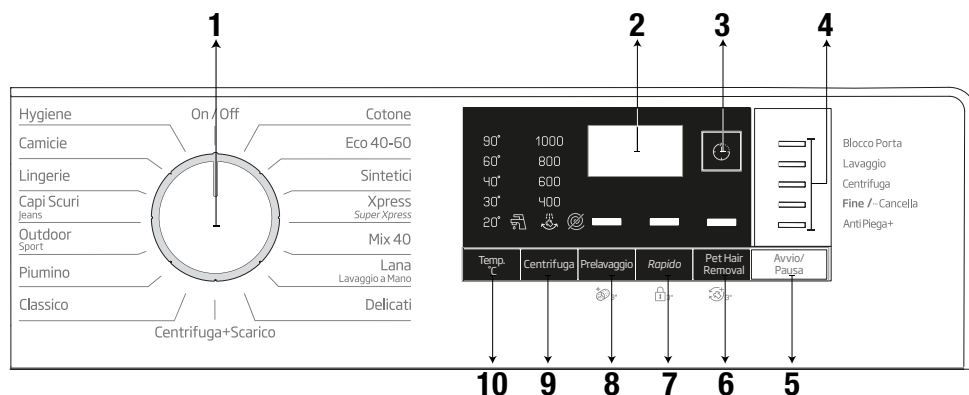 1
2
3
4
Hygiene
On / Off
Cotone
Camicie
Eco 40-60
Lingerie
Sintetici
Capi Scuri
Jeans
Xpress
Super Xpress
Outdoor
Sport
Mix 40
Piumino
Lana
Lavaggio a Mano
Classico
Delicati
Centrifuga+Scarico
90° 1000
60° 800
40° 600
30° 400
20°
Blocco Porta
Lavaggio
Centrifuga
Fine /-Cancella
AntiPiega+
Temp.
°C
Centrifuga
Prelavaggio
Rapido
Pet Hair
Removal
Avvio/
Pausa
3"
3"
3"
10
9
8
7
6
5